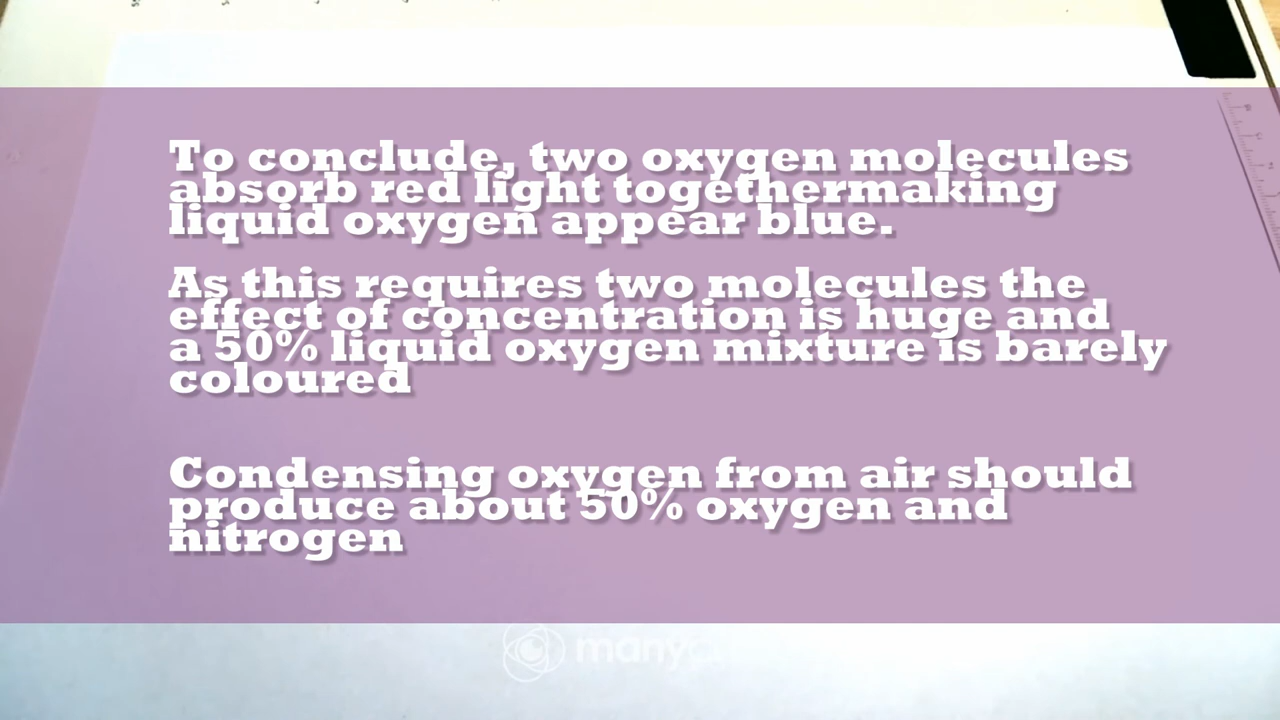 To conclude, two oxygen molecules
absorb red light togethermaking
liquid oxygen appear blue.
As this requires two molecules the
effect of concentration is huge and
a 50% liquid oxygen mixture is barely
coloured
Condensing oxygen from air should
produce about 50% oxygen and
nitrogen